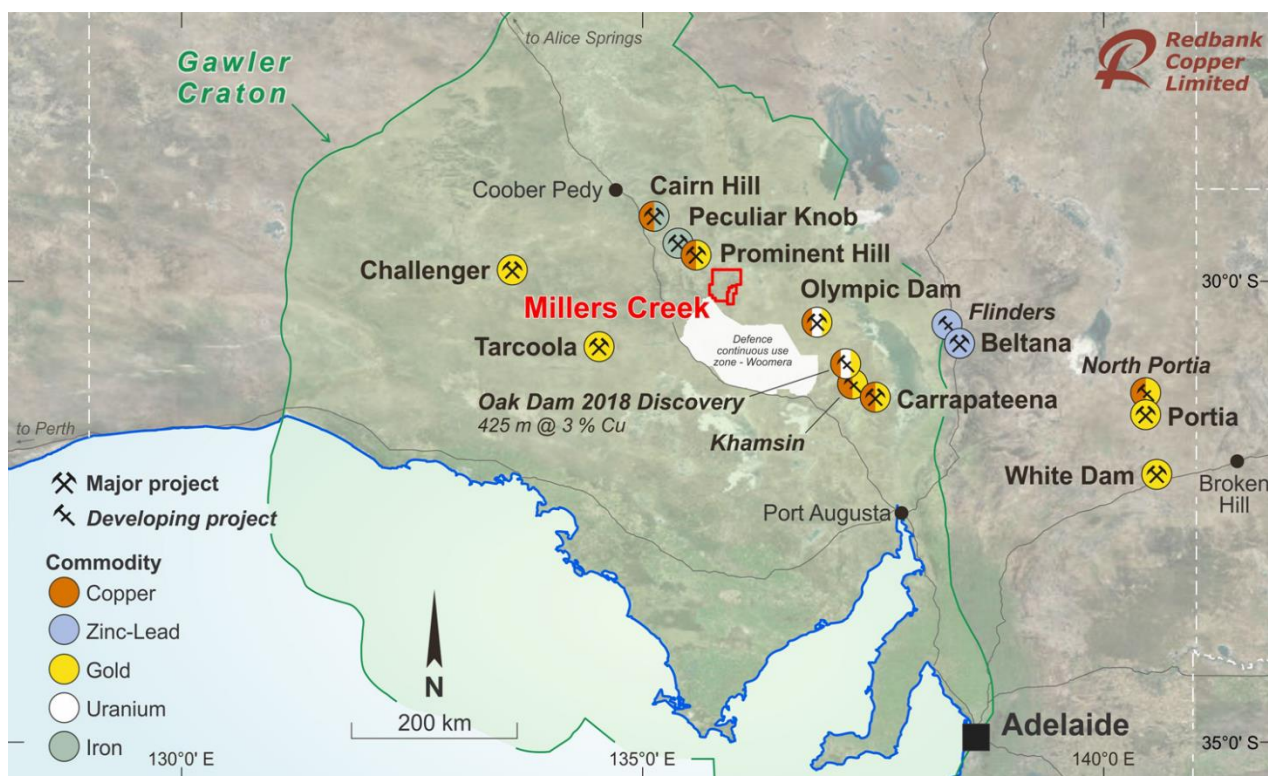 to Alice Springs
Redbank
Copper
Limited
Gawler
Craton
Coober Pedy
Cairn Hill
Peculiar Knob
Prominent Hill
Challenger
30°0' S
Millers Creek
Olympic Dam
Flinders
Beltana
Tarcoola
Defence
continuous use
zone - Woomera
North Portia
Oak Dam 2018 Discovery
425 m @ 3 % Cu
Carrapateena
Portia
to Perth
Khamsin
White Dam
Broken
Hill
Major project
Developing project
Port Augusta
Commodity
Copper
Zinc-Lead
Gold
Uranium
Iron
N
200 km
Adelaide
130°0' E
135°0' E
140°0' E
35°0' S